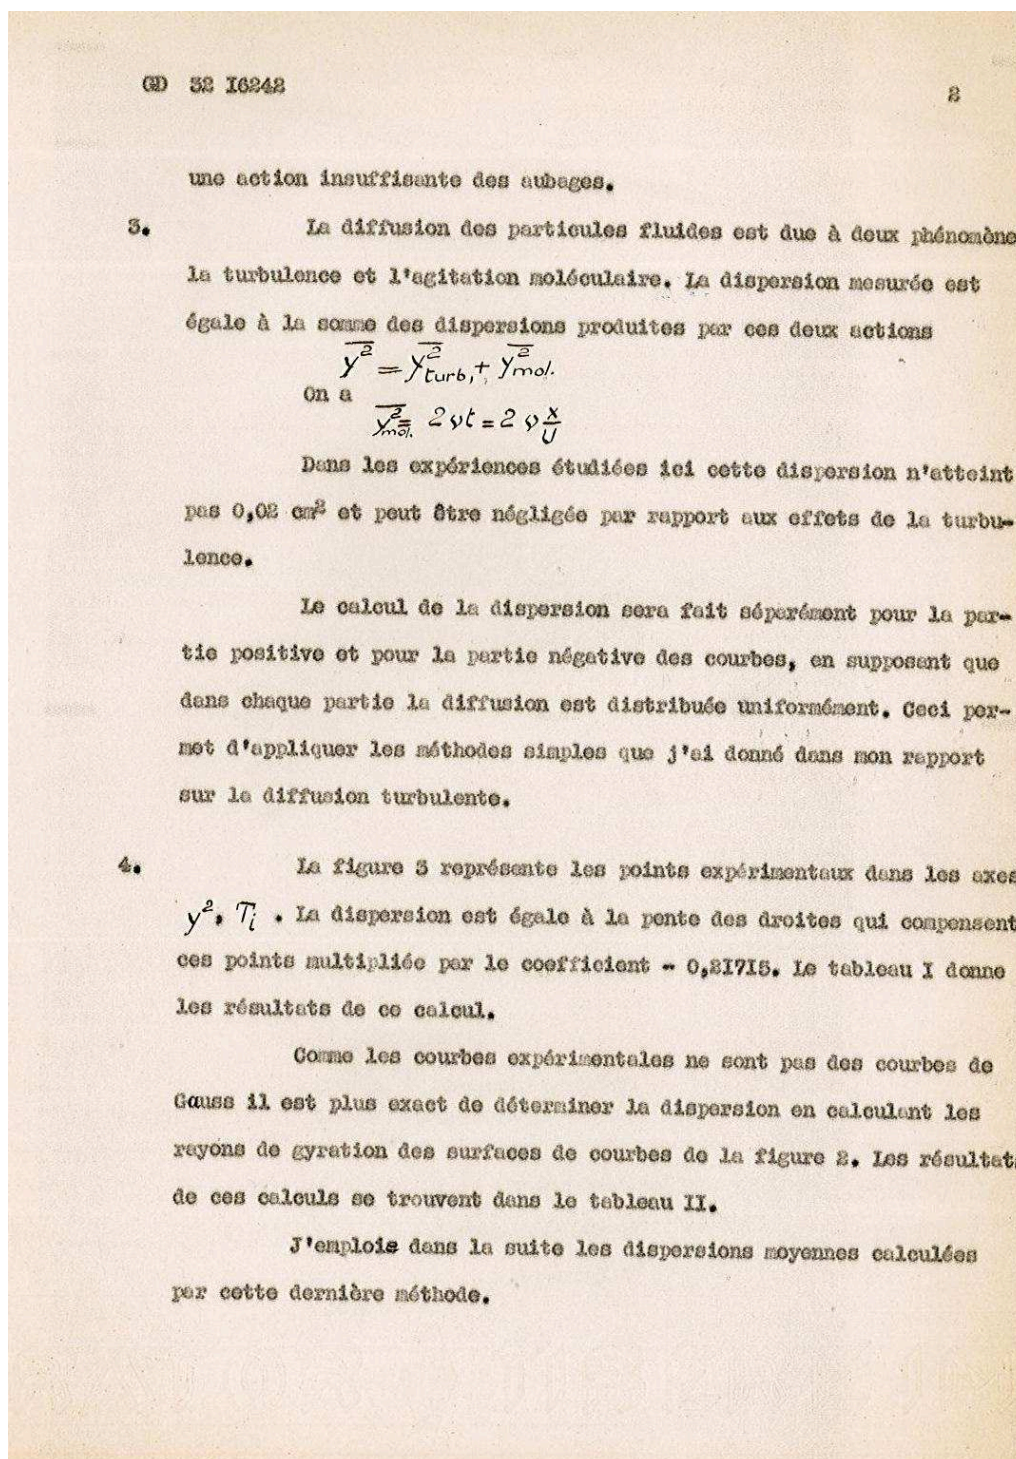 GD 32 I6242
2
une action insuffisante des aubages.
3. La diffusion des particules fluides est due à deux phénomène
la turbulence et l'agitation moléculaire. La dispersion mesurée est
égale à la somme des dispersions produites par ces deux actions
y̅² = y̅²turb. + y̅²mol.
On a
y̅²mol. = 2νt = 2ν x/U
Dans les expériences étudiées ici cette dispersion n'atteint
pas 0,02 cm² et peut être négligée par rapport aux effets de la turbu-
lence.
Le calcul de la dispersion sera fait séparément pour la par-
tie positive et pour la partie négative des courbes, en supposant que
dans chaque partie la diffusion est distribuée uniformément. Ceci per-
met d'appliquer les méthodes simples que j'ai donné dans mon rapport
sur la diffusion turbulente.
4. La figure 3 représente les points expérimentaux dans les axes
y², Ti . La dispersion est égale à la pente des droites qui compensent
ces points multipliée par le coefficient - 0,2I7I5. Le tableau I donne
les résultats de ce calcul.
Comme les courbes expérimentales ne sont pas des courbes de
Gauss il est plus exact de déterminer la dispersion en calculant les
rayons de gyration des surfaces de courbes de la figure 2. Les résultat
de ces calculs se trouvent dans le tableau II.
J'emplois dans la suite les dispersions moyennes calculées
par cette dernière méthode.